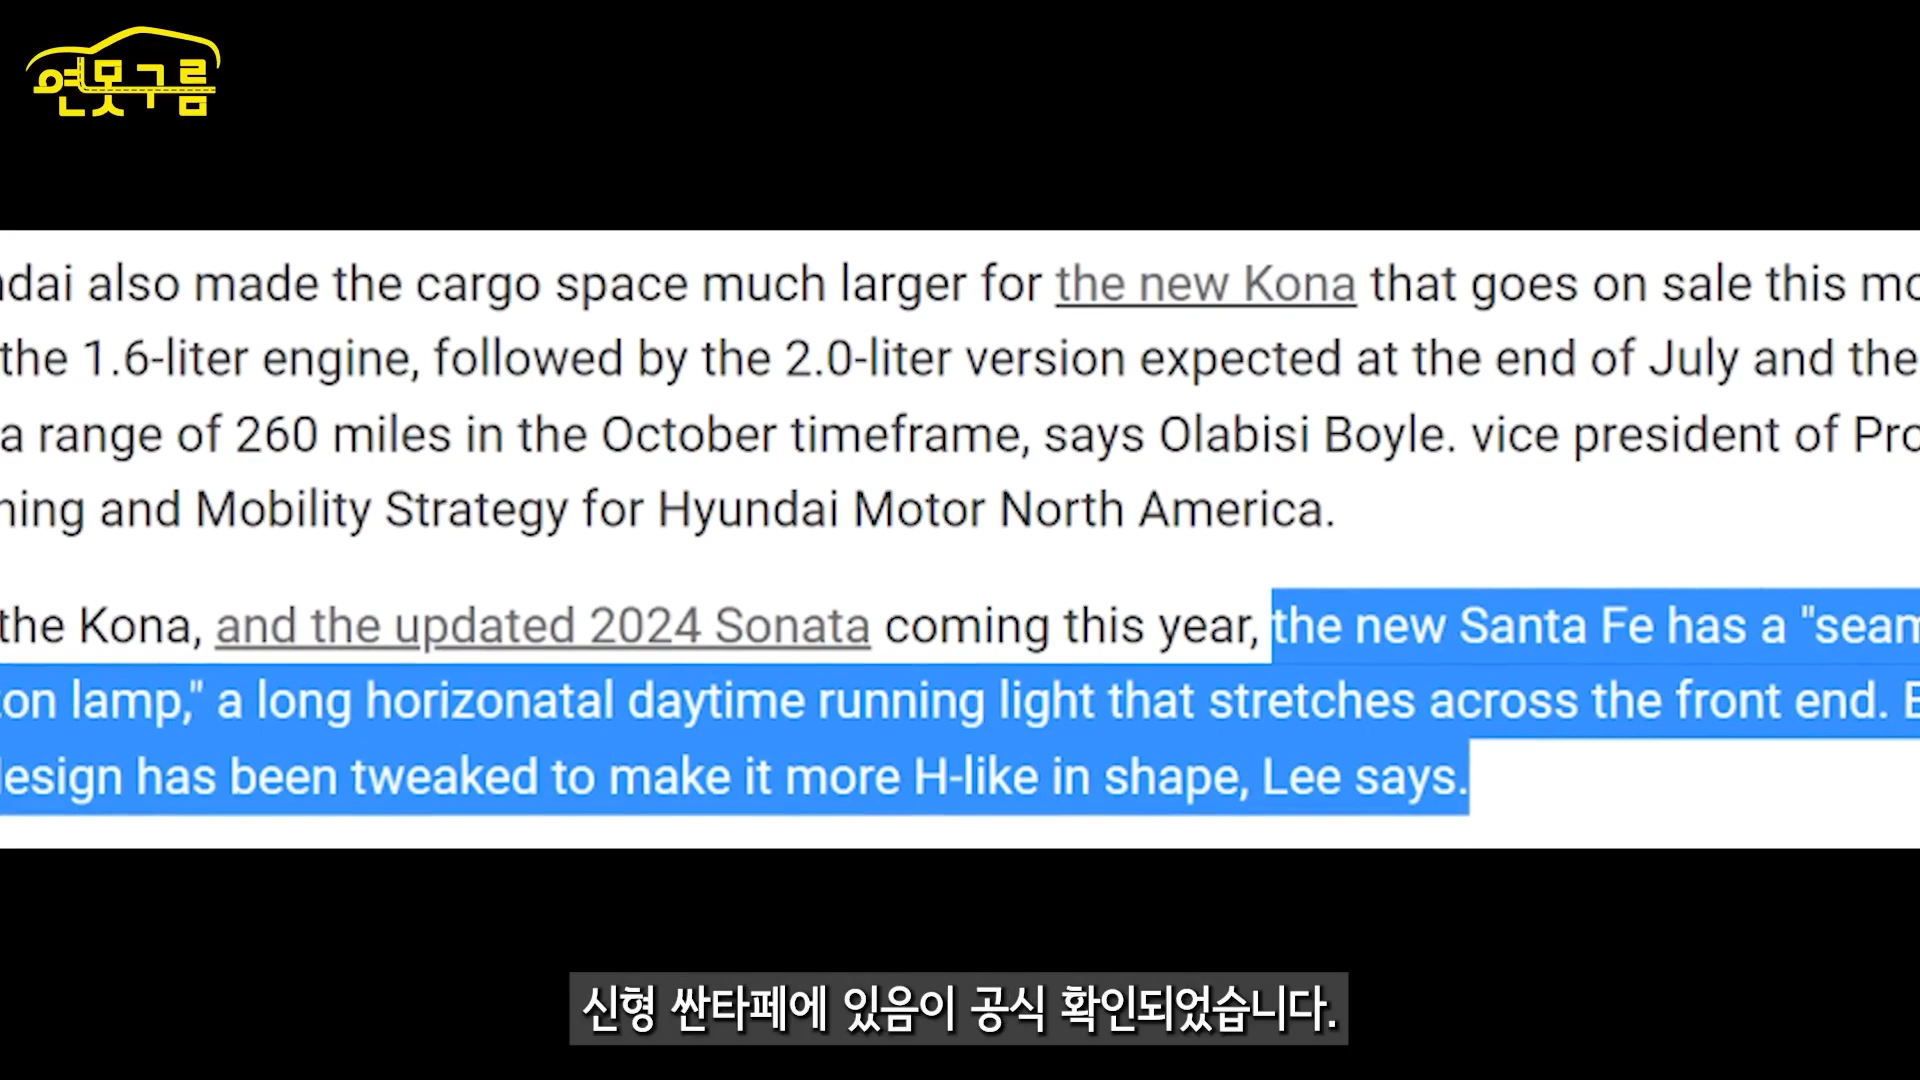 연못구름
dai also made the cargo space much larger for the new Kona that goes on sale this mo
the 1.6-liter engine, followed by the 2.0-liter version expected at the end of July and the
a range of 260 miles in the October timeframe, says Olabisi Boyle. vice president of Pro
ning and Mobility Strategy for Hyundai Motor North America.
the Kona, and the updated 2024 Sonata coming this year, the new Santa Fe has a "seam
zon lamp," a long horizonatal daytime running light that stretches across the front end. E
design has been tweaked to make it more H-like in shape, Lee says.
신형 싼타페에 있음이 공식 확인되었습니다.